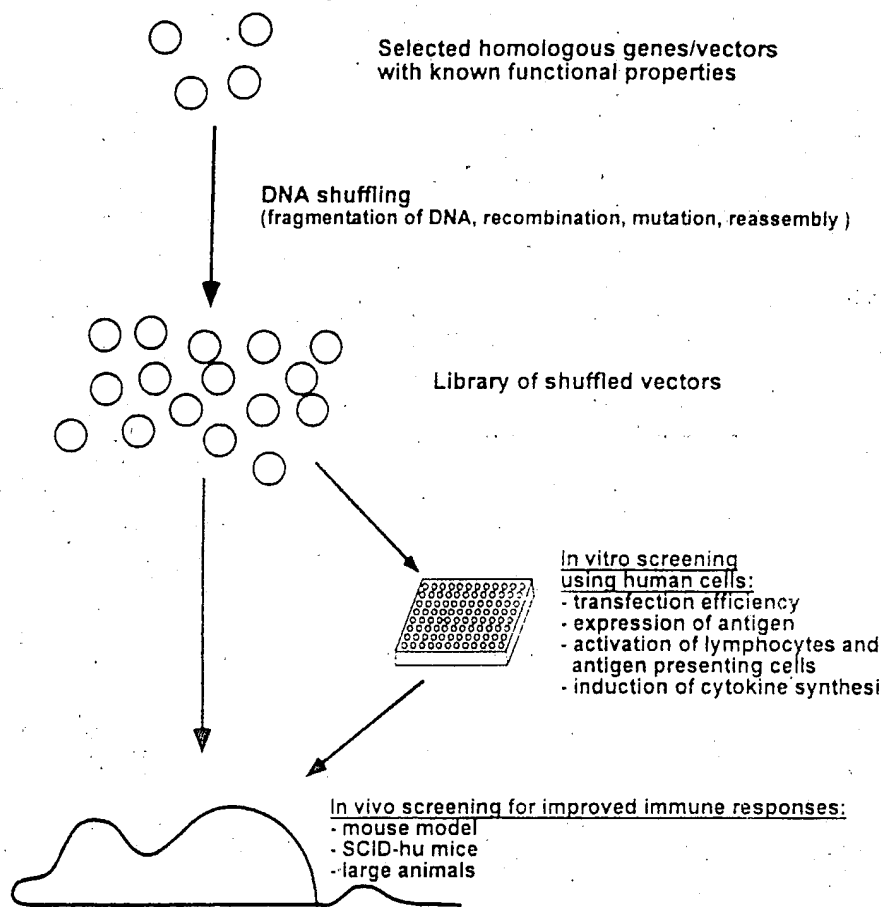 Selected homologous genes/vectors
with known functional properties
DNA shuffling
(fragmentation of DNA, recombination, mutation, reassembly )
Library of shuffled vectors
In vitro screening
using human cells:
- transfection efficiency
- expression of antigen
- activation of lymphocytes and
antigen presenting cells
- induction of cytokine synthesi
In vivo screening for improved immune responses:
- mouse model
- SCID-hu mice
- large animals